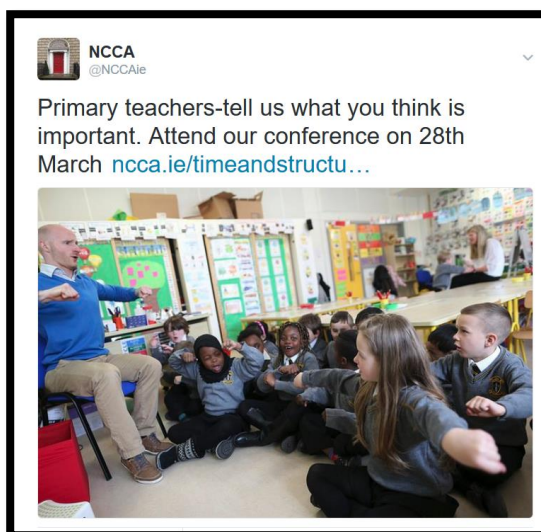 NCCA
@NCCAie
Primary teachers-tell us what you think is
important. Attend our conference on 28th
March ncca.ie/timeandstructu…